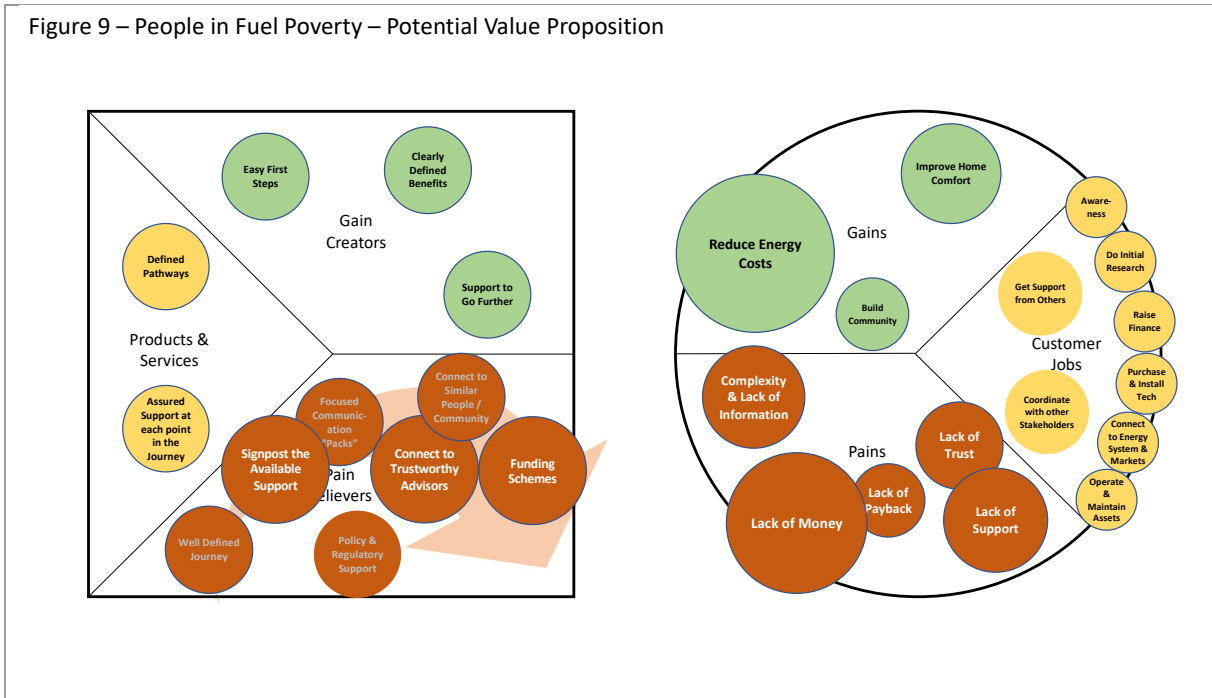 Figure 9 – People in Fuel Poverty – Potential Value Proposition
Easy First
Steps
Clearly
Defined
Benefits
Gain
Creators
Defined
Pathways
Support to
Go Further
Products &
Services
Assured
Support at
each point
in the
Journey
Focused
Communic-
ation
"Packs"
Connect to
Similar
People /
Community
Signpost the
Available
Support
Connect to
Trustworthy
Advisors
Funding
Schemes
Pain
elievers
Well Defined
Journey
Policy &
Regulatory
Support
Improve Home
Comfort
Reduce Energy
Costs
Gains
Build
Community
Aware-
ness
Do Initial
Research
Get Support
from Others
Raise
Finance
Customer
Jobs
Purchase
& Install
Tech
Coordinate
with other
Stakeholders
Connect
to Energy
System &
Markets
Operate &
Maintain
Assets
Complexity
& Lack of
Information
Pains
Lack of
Trust
Lack of Money
Lack of
Payback
Lack of
Support